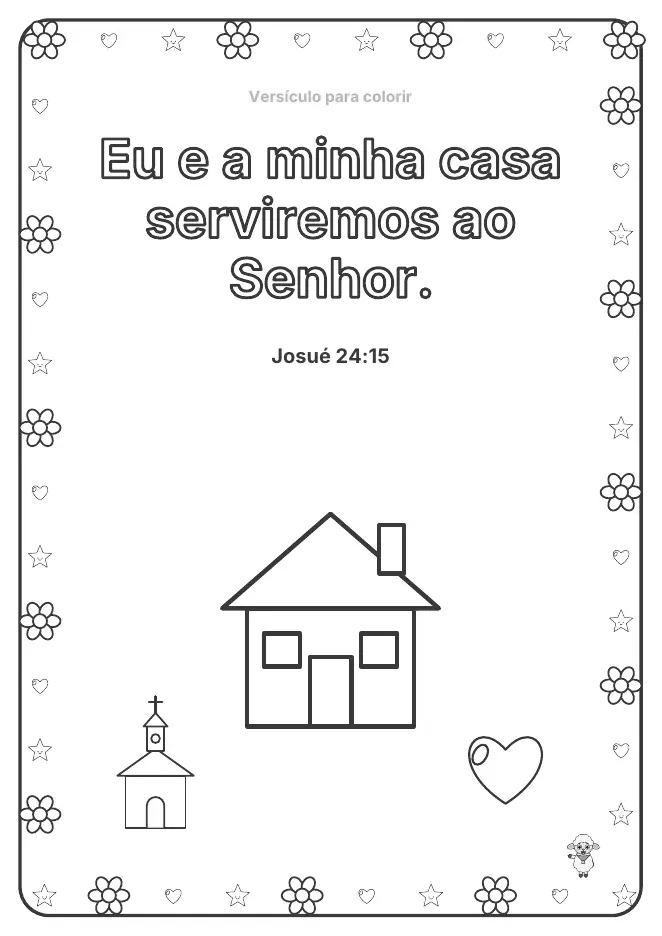 Versículo para colorir
Eu e a minha casa
serviremos ao
Senhor.
Josué 24:15